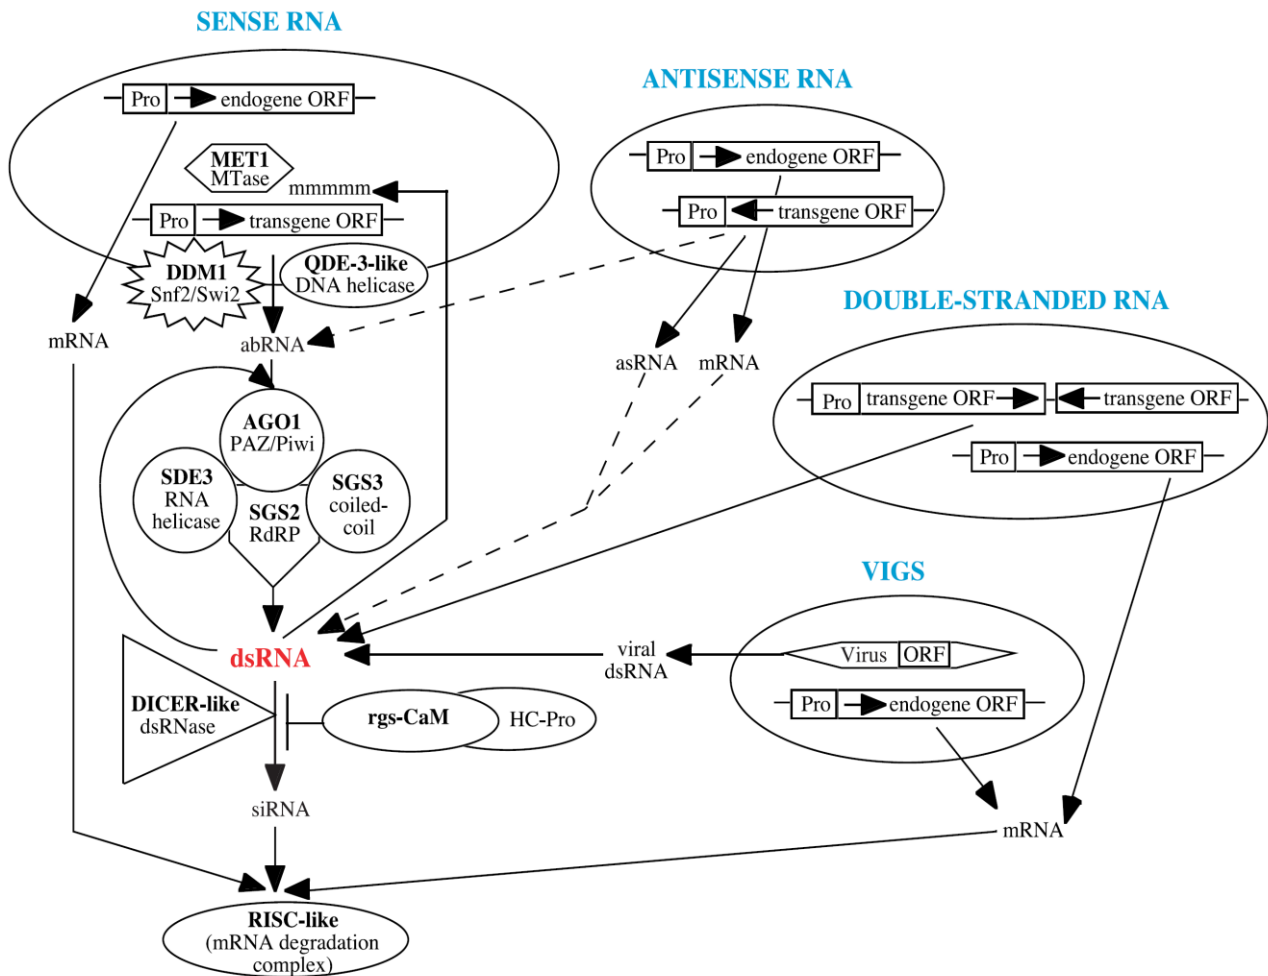 SENSE RNA
Pro endogene ORF
MET1
MTase
mmmmm
Pro transgene ORF
DDM1
Snf2/Swi2
QDE-3-like
DNA helicase
mRNA
abRNA
AGO1
PAZ/Piwi
SDE3
RNA
helicase
SGS2
RdRP
SGS3
coiled-
coil
dsRNA
DICER-like
dsRNase
rgs-CaM
HC-Pro
siRNA
RISC-like
(mRNA degradation
complex)
ANTISENSE RNA
Pro endogene ORF
Pro transgene ORF
asRNA
mRNA
DOUBLE-STRANDED RNA
Pro transgene ORF transgene ORF
Pro endogene ORF
VIGS
Virus ORF
viral
dsRNA
Pro endogene ORF
mRNA